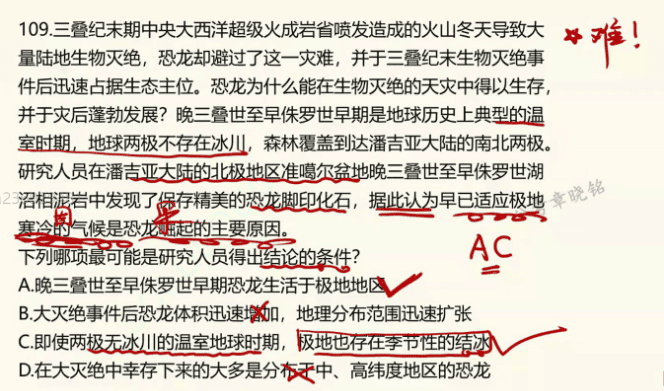 109.三叠纪末期中央大西洋超级火成岩省喷发造成的火山冬天导致大
量陆地生物灭绝，恐龙却避过了这一灾难，并于三叠纪末生物灭绝事
件后迅速占据生态主位。恐龙为什么能在生物灭绝的天灾中得以生存，
并于灾后蓬勃发展？晚三叠世至早侏罗世早期是地球历史上典型的温
室时期，地球两极不存在冰川，森林覆盖到达潘吉亚大陆的南北两极。
研究人员在潘吉亚大陆的北极地区准噶尔盆地晚三叠世至早侏罗世湖
沼相泥岩中发现了保存精美的恐龙脚印化石，据此认为早已适应极地
寒冷的气候是恐龙崛起的主要原因。
下列哪项最可能是研究人员得出结论的条件？
A.晚三叠世至早侏罗世早期恐龙生活于极地地区
B.大灭绝事件后恐龙体积迅速增加，地理分布范围迅速扩张
C.即使两极无冰川的温室地球时期，极地也存在季节性的结冰
D.在大灭绝中幸存下来的大多是分布于中、高纬度地区的恐龙
难！
因
果
AC
章晓铭